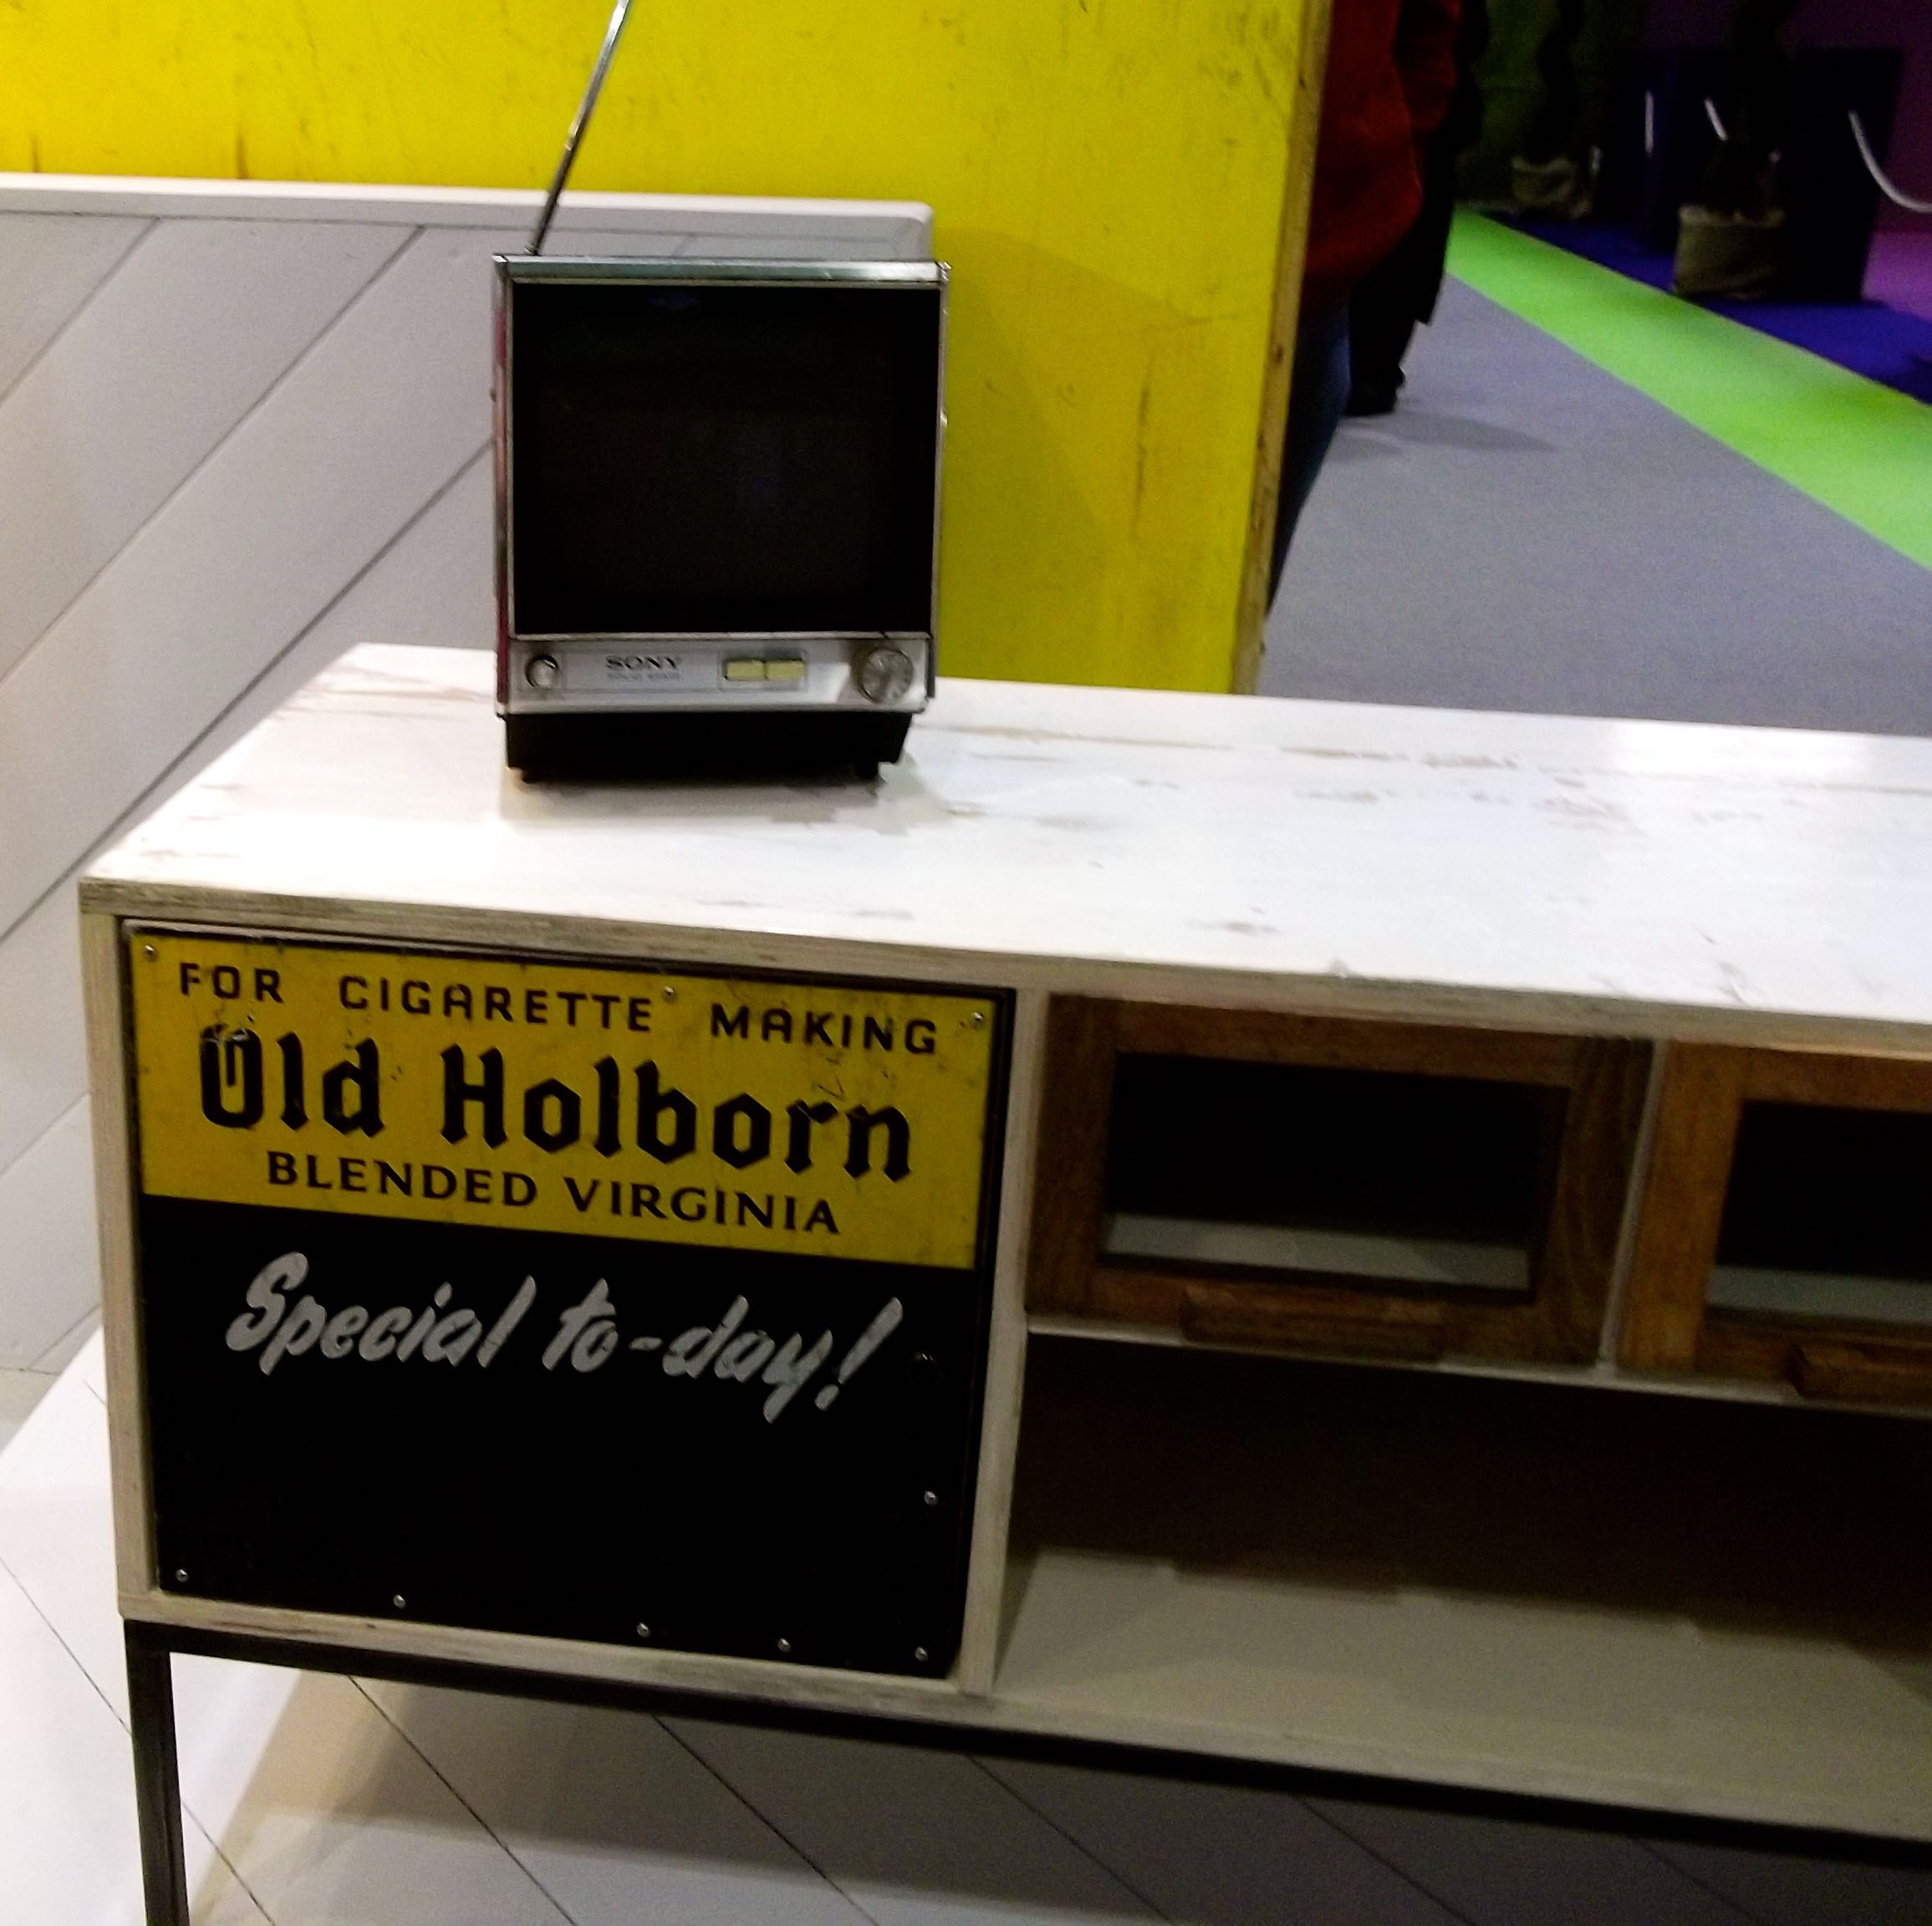 SONY
FOR CIGARETTE MAKING
Old Holborn
BLENDED VIRGINIA
Special to-day!